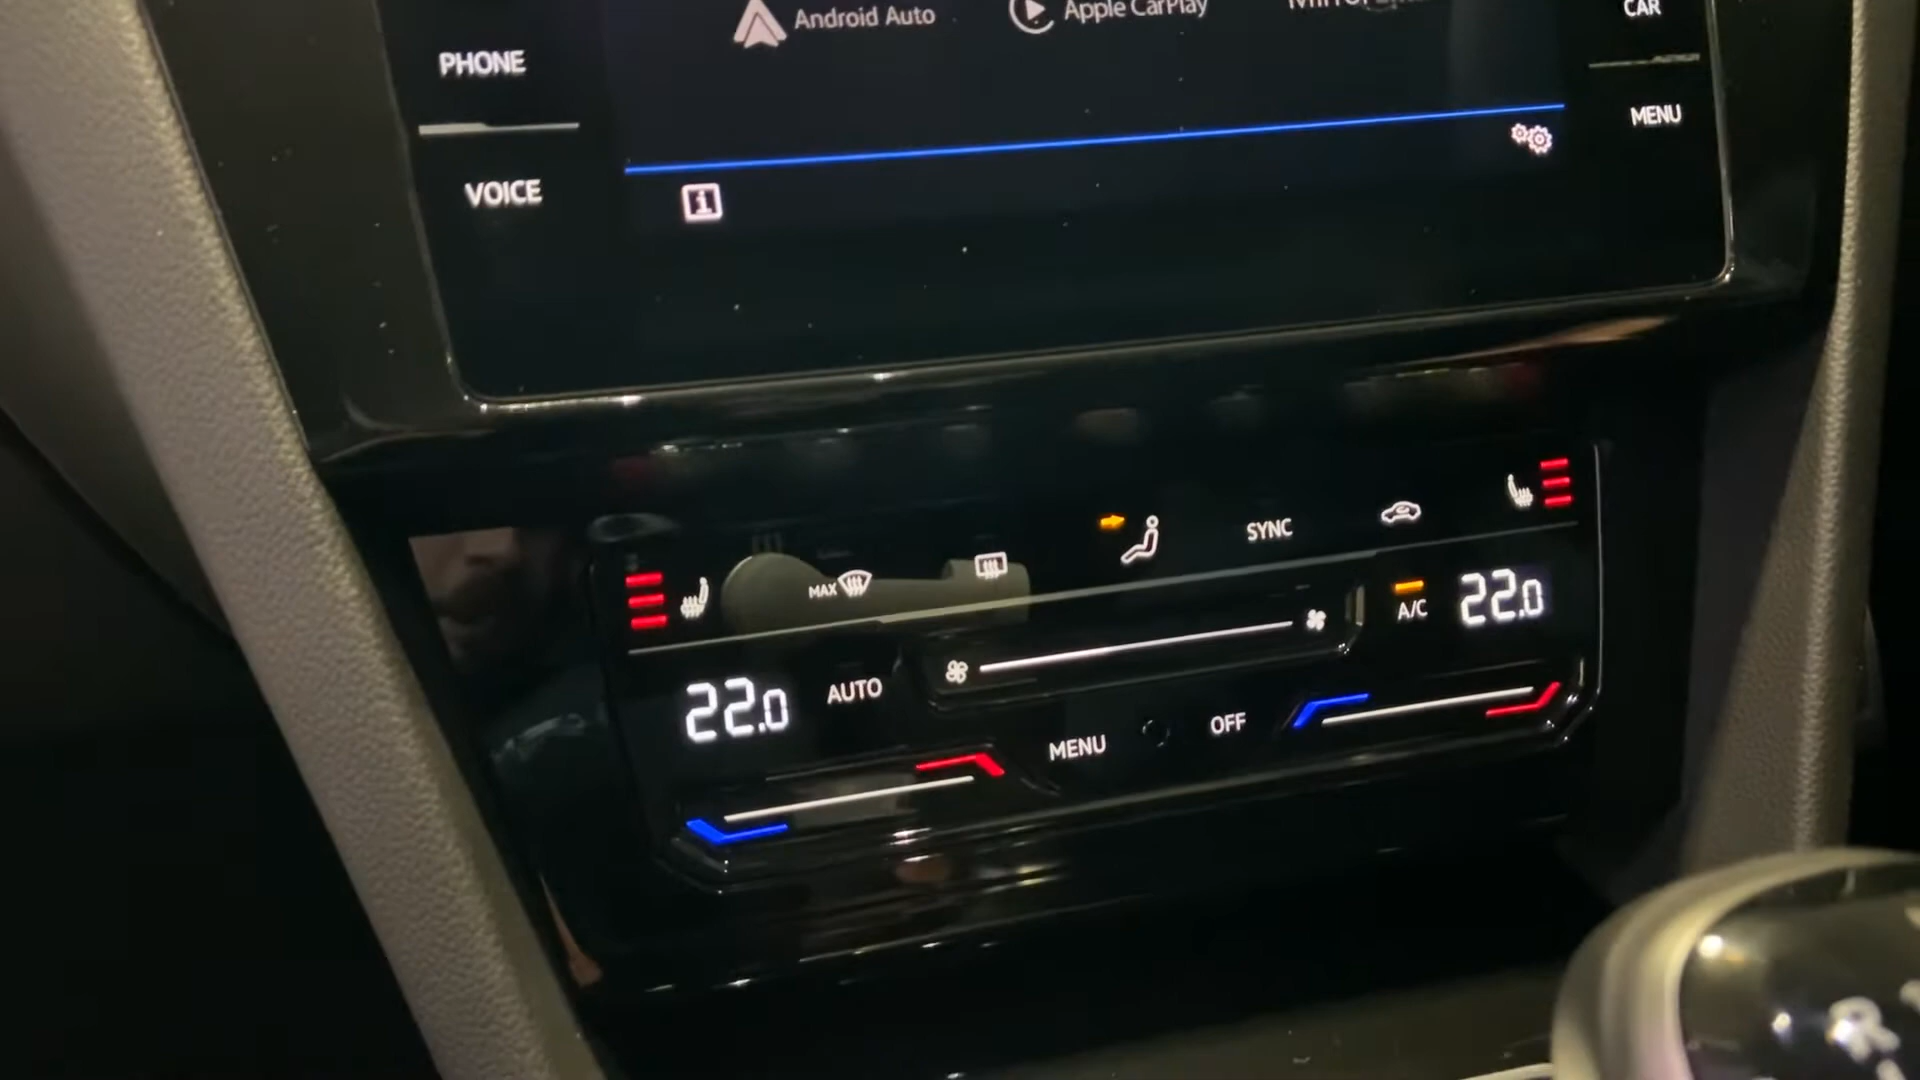 Android Auto
Apple CarPlay
CAR
PHONE
MENU
VOICE
SYNC
MAX
A/C
22.0
22.0
AUTO
OFF
MENU
R